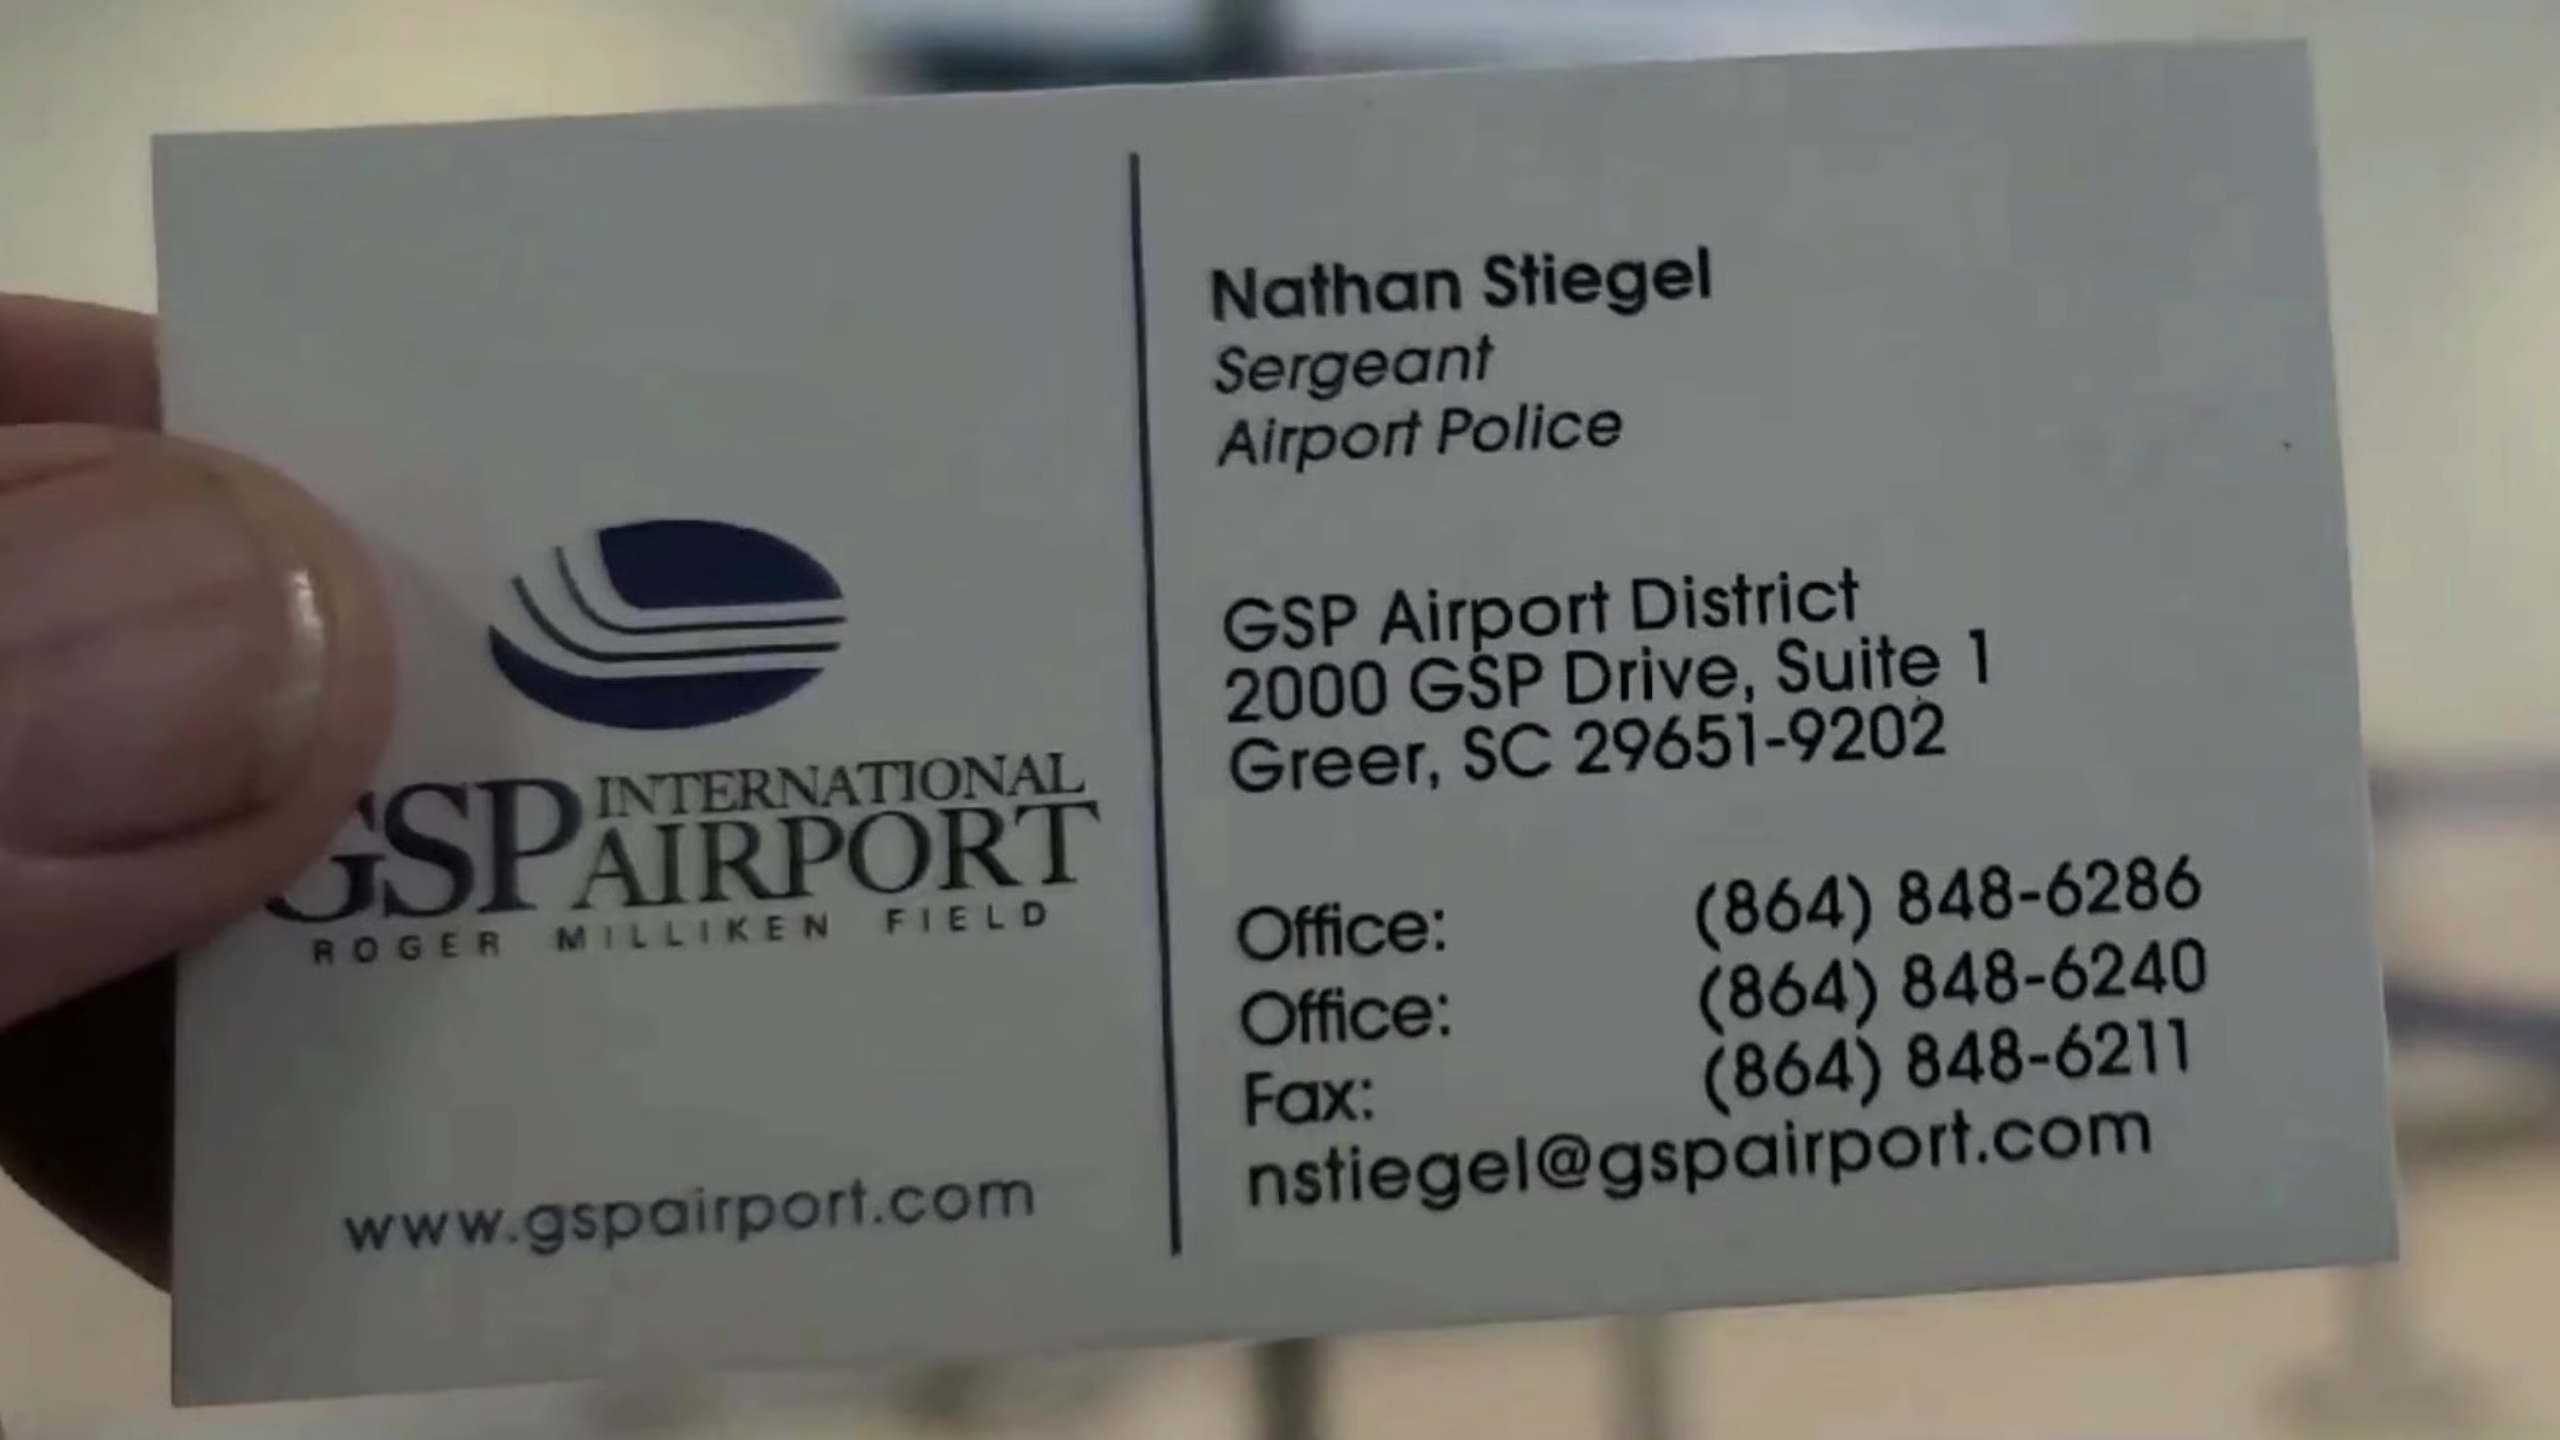 GSP INTERNATIONAL
AIRPORT
ROGER MILLIKEN FIELD
www.gspairport.com
Nathan Stiegel
Sergeant
Airport Police
GSP Airport District
2000 GSP Drive, Suite 1
Greer, SC 29651-9202
Office: (864) 848-6286
Office: (864) 848-6240
Fax: (864) 848-6211
nstiegel@gspairport.com